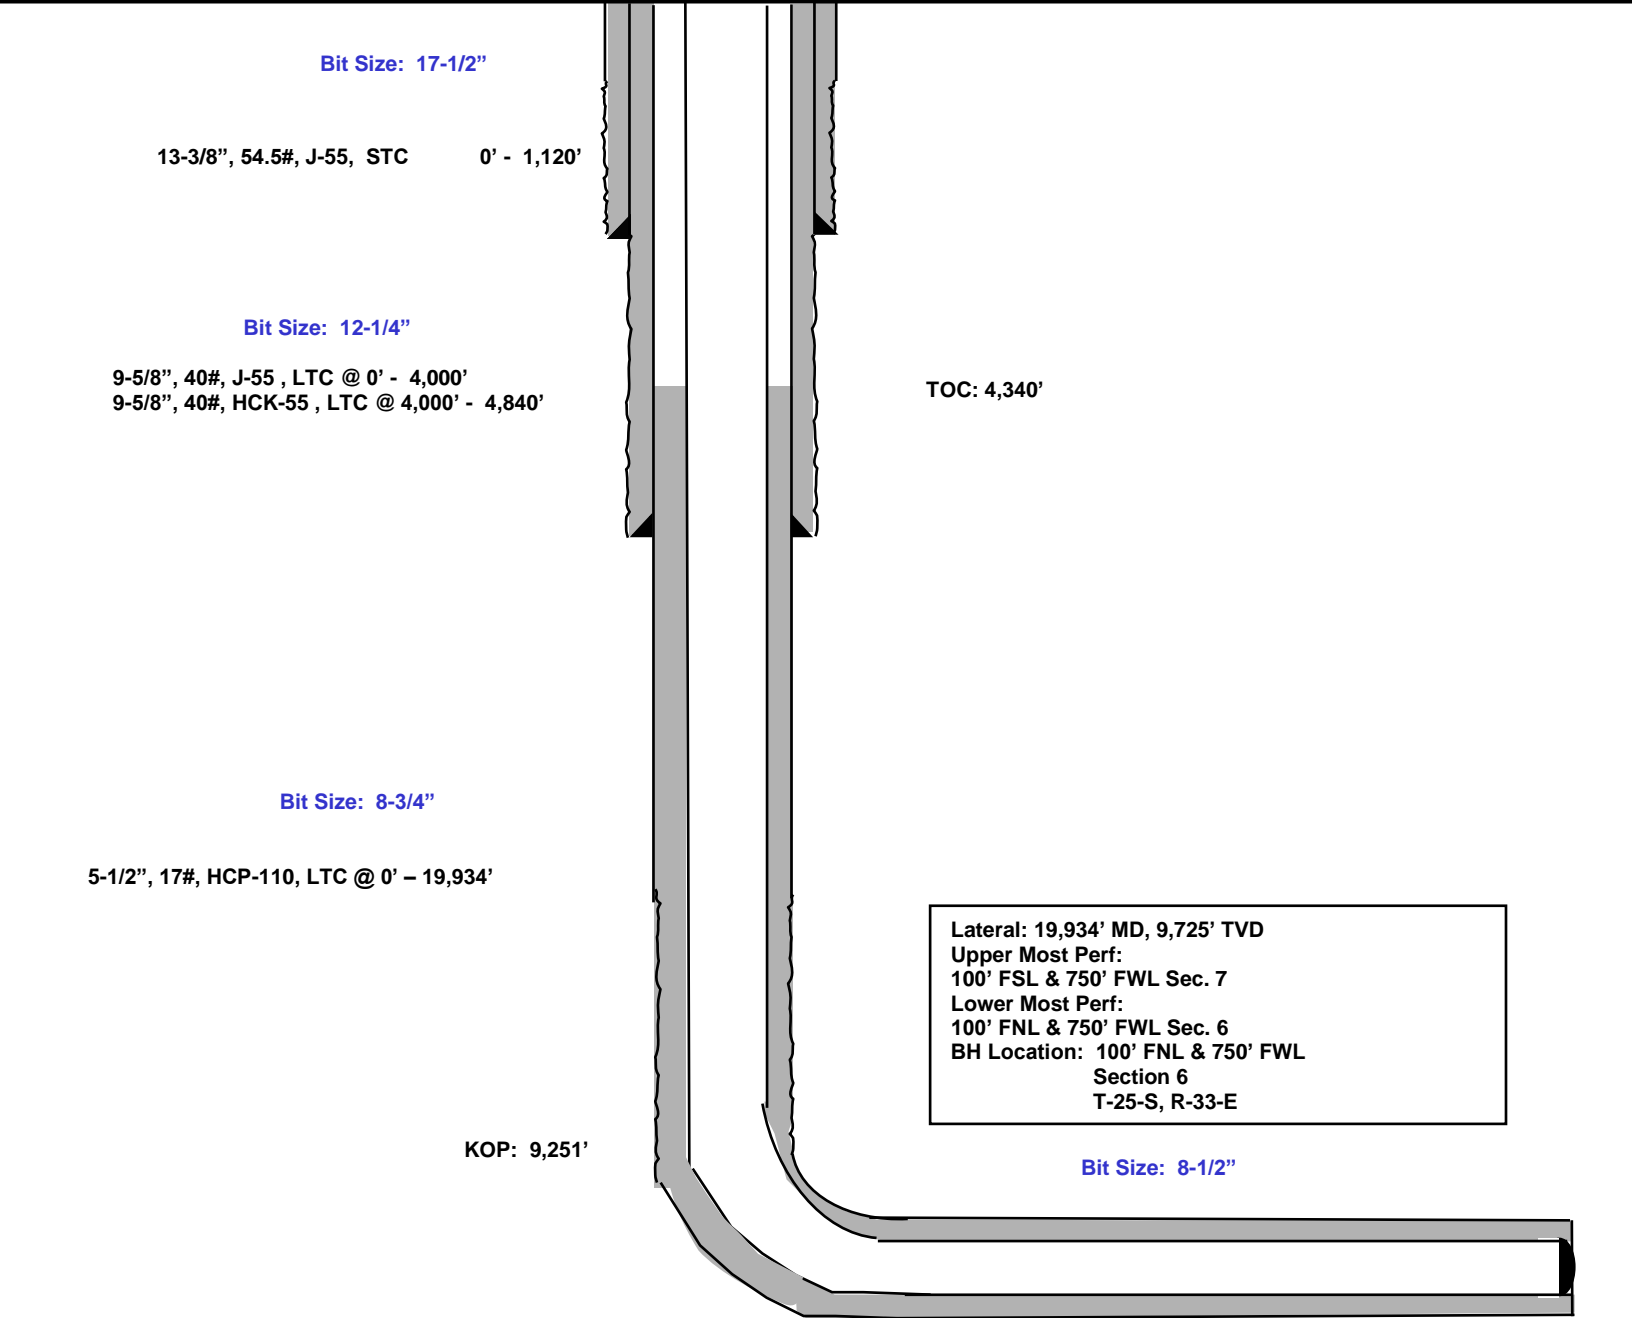 Bit Size:  17-1/2”
13-3/8”, 54.5#, J-55,  STC          0’ -  1,120’
Bit Size:  12-1/4”
9-5/8”, 40#, J-55 , LTC @ 0’ -  4,000’
9-5/8”, 40#, HCK-55 , LTC @ 4,000’ -  4,840’
TOC: 4,340’
Bit Size:  8-3/4”
5-1/2”, 17#, HCP-110, LTC @ 0’ – 19,934’
Lateral: 19,934’ MD, 9,725’ TVD
Upper Most Perf:
100’ FSL & 750’ FWL Sec. 7
Lower Most Perf:
100’ FNL & 750’ FWL Sec. 6
BH Location:  100’ FNL & 750’ FWL
Section 6
T-25-S, R-33-E
KOP:  9,251’
Bit Size:  8-1/2”